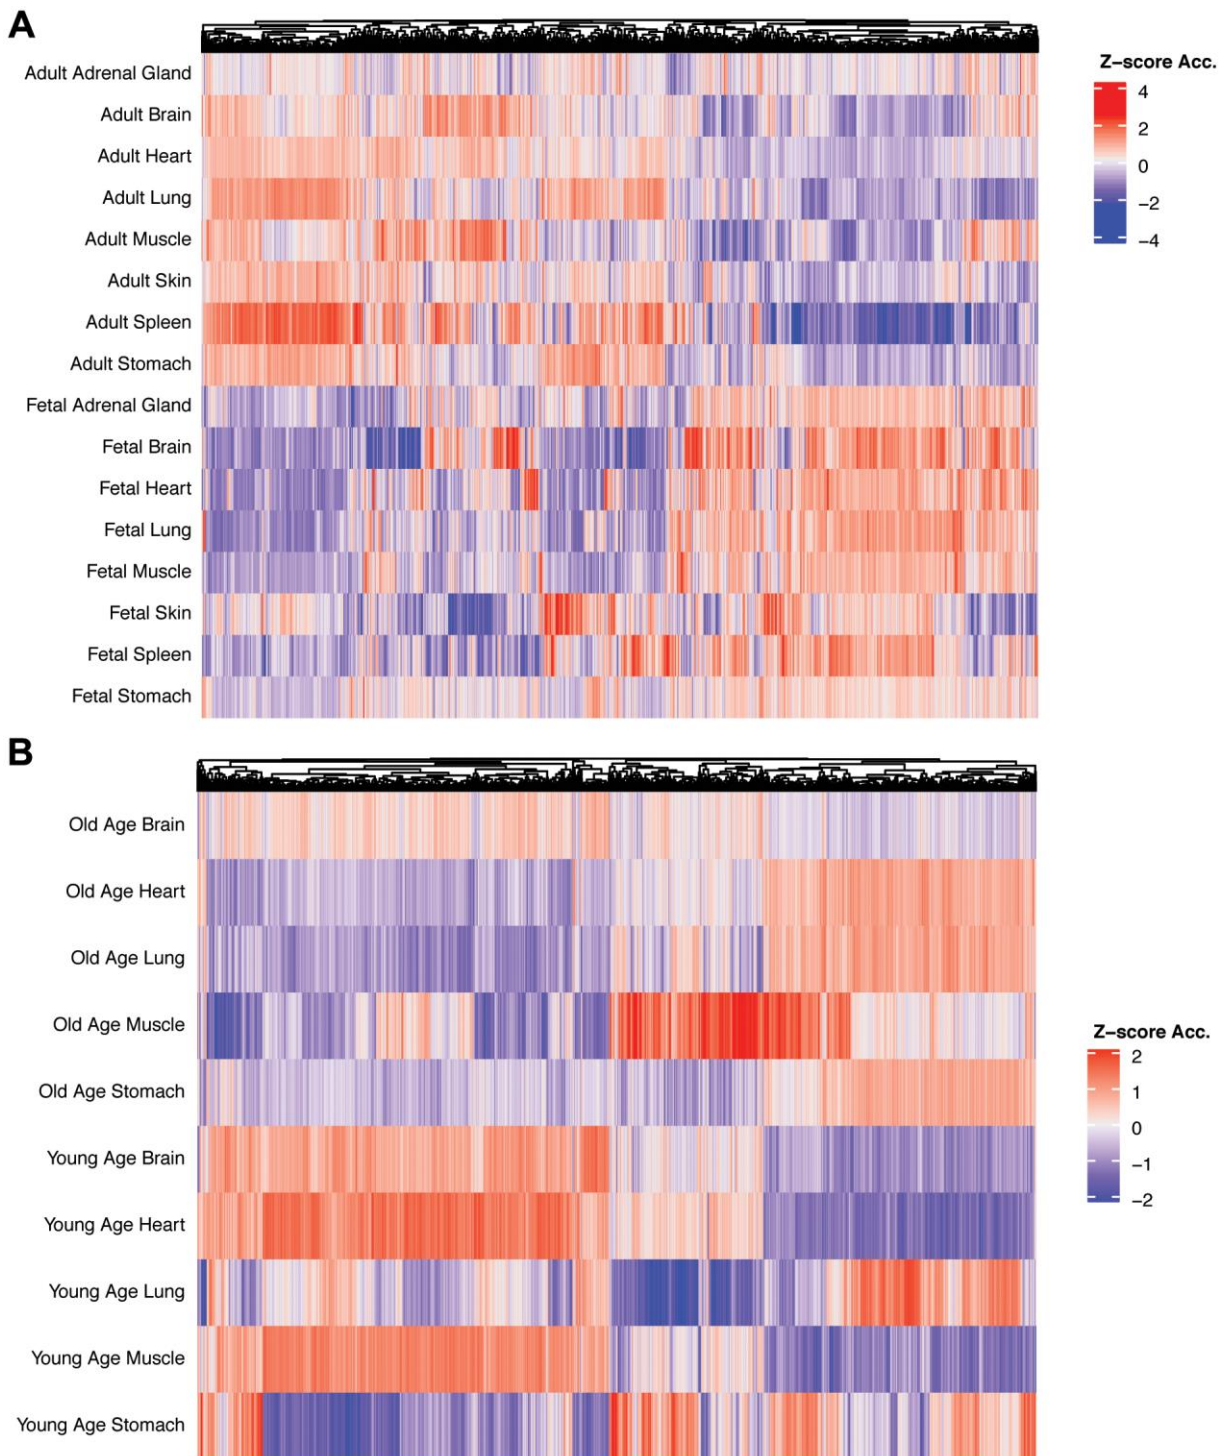 A
Z-score Acc.
4
2
0
-2
-4
Adult Adrenal Gland
Adult Brain
Adult Heart
Adult Lung
Adult Muscle
Adult Skin
Adult Spleen
Adult Stomach
Fetal Adrenal Gland
Fetal Brain
Fetal Heart
Fetal Lung
Fetal Muscle
Fetal Skin
Fetal Spleen
Fetal Stomach
B
Old Age Brain
Old Age Heart
Old Age Lung
Old Age Muscle
Old Age Stomach
Young Age Brain
Young Age Heart
Young Age Lung
Young Age Muscle
Young Age Stomach
Z-score Acc.
2
1
0
-1
-2